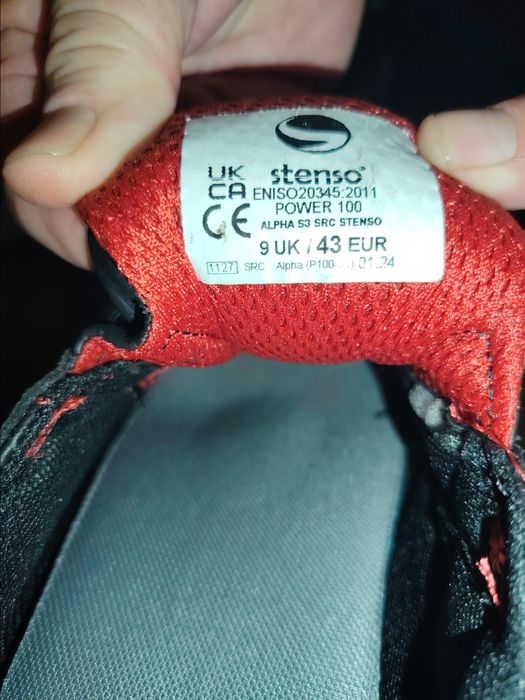 UK
CA
CE
stenso®
ENISO20345:2011
POWER 100
ALPHA S3 SRC STENSO
9 UK / 43 EUR
1127 SRC Alpha (P100- 01.24